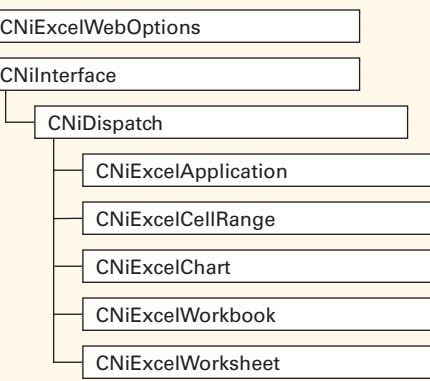 CNiExcelWebOptions
CNiInterface
CNiDispatch
CNiExcelApplication
CNiExcelCellRange
CNiExcelChart
CNiExcelWorkbook
CNiExcelWorksheet